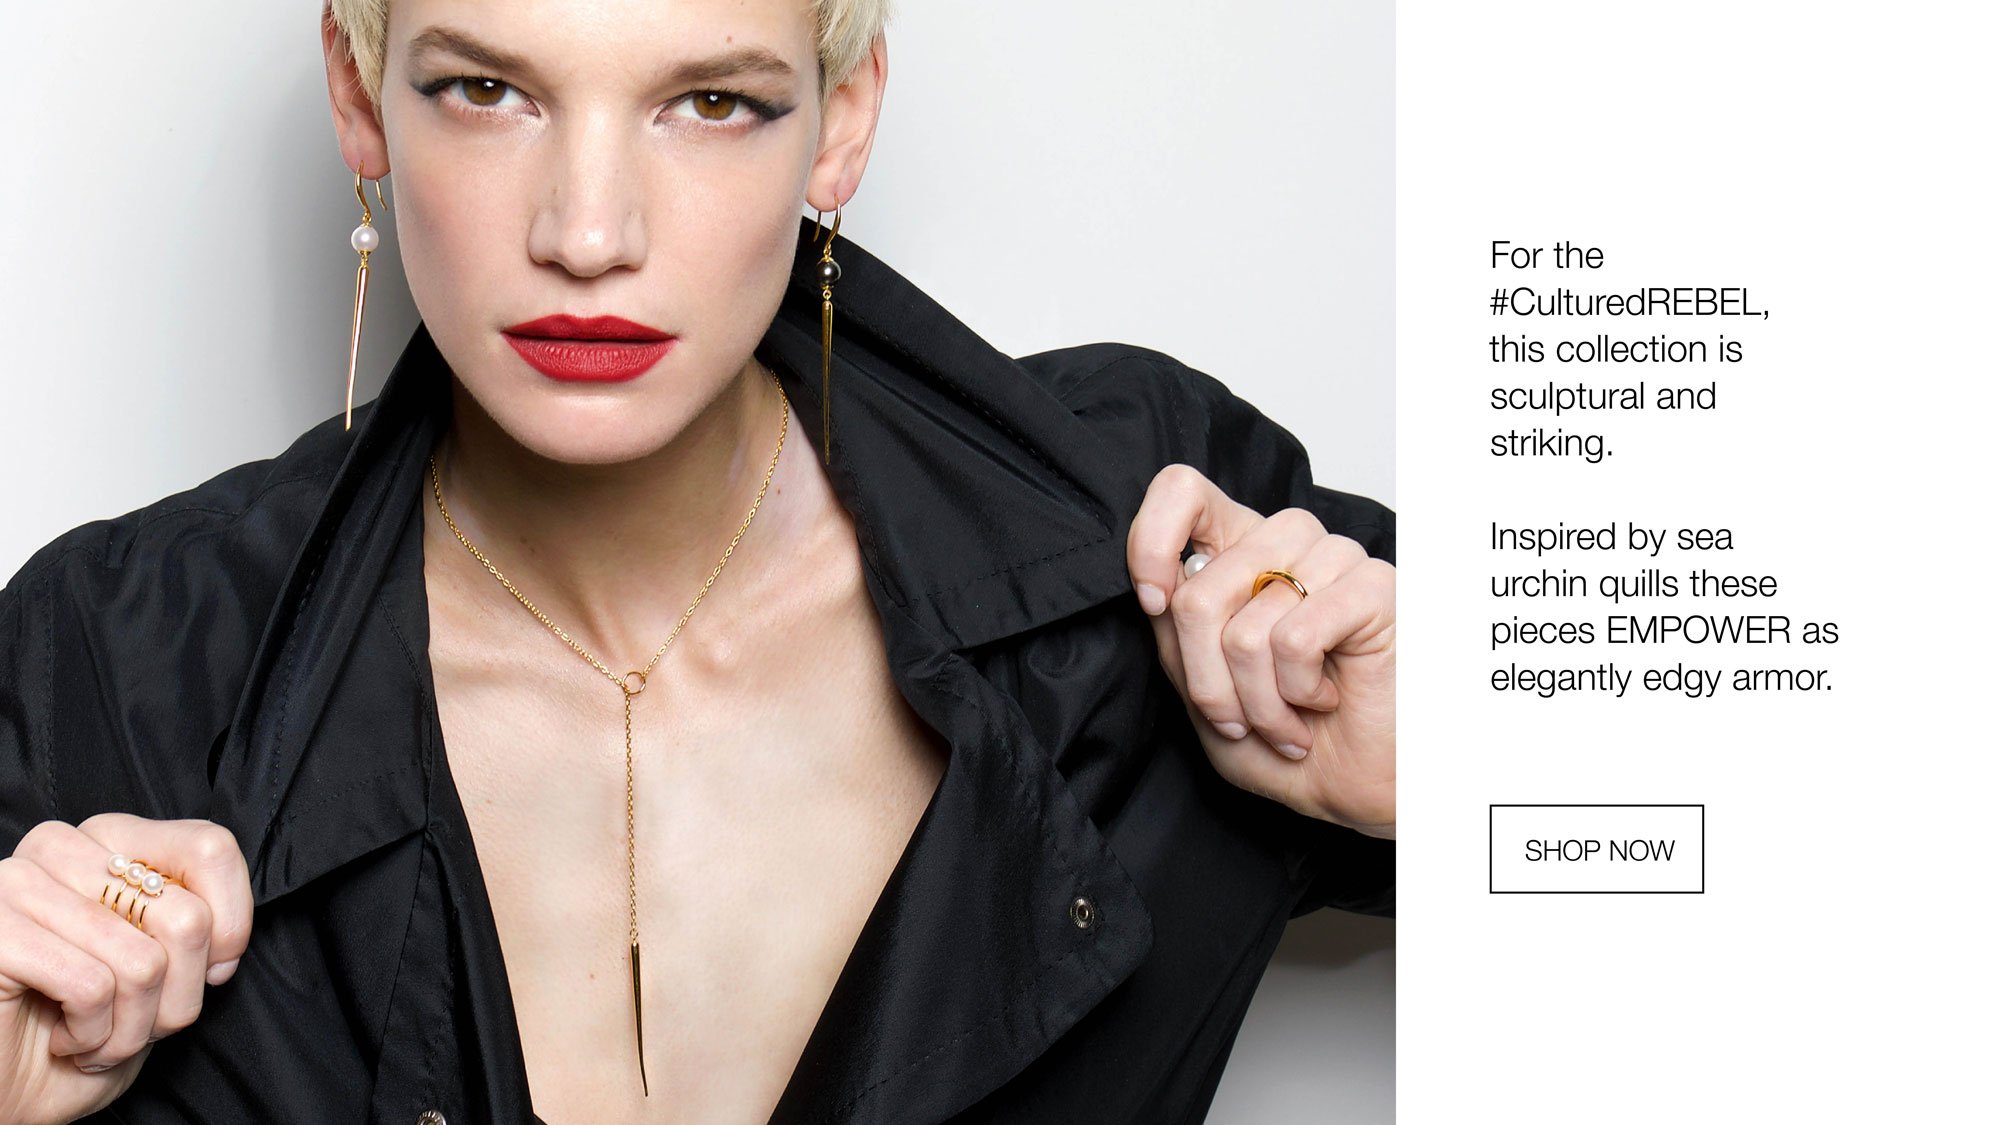 For the
#CulturedREBEL,
this collection is
sculptural and
striking.
Inspired by sea
urchin quills these
pieces EMPOWER as
elegantly edgy armor.
SHOP NOW